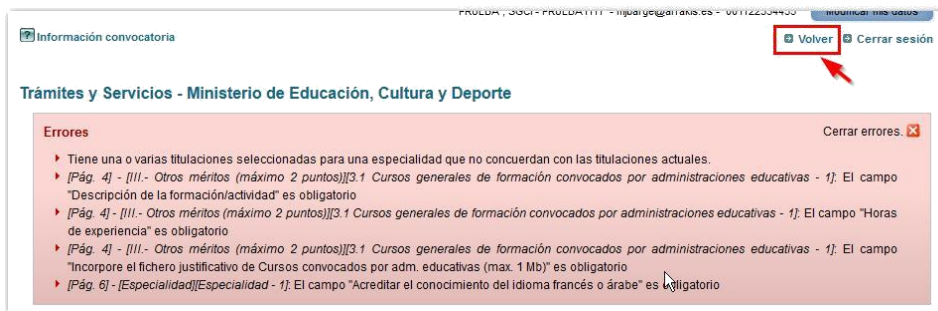 Modificar mis datos
Información convocatoria
Volver Cerrar sesión
Trámites y Servicios - Ministerio de Educación, Cultura y Deporte
Errores Cerrar errores.
Tiene una o varias titulaciones seleccionadas para una especialidad que no concuerdan con las titulaciones actuales.
[Pág. 4] - [III.- Otros méritos (máximo 2 puntos)][3.1 Cursos generales de formación convocados por administraciones educativas - 1]: El campo
"Descripción de la formación/actividad" es obligatorio
[Pág. 4] - [III.- Otros méritos (máximo 2 puntos)][3.1 Cursos generales de formación convocados por administraciones educativas - 1]: El campo "Horas
de experiencia" es obligatorio
[Pág. 4] - [III.- Otros méritos (máximo 2 puntos)][3.1 Cursos generales de formación convocados por administraciones educativas - 1]: El campo
"Incorpore el fichero justificativo de Cursos convocados por adm. educativas (max. 1 Mb)" es obligatorio
[Pág. 6] - [Especialidad][Especialidad - 1]: El campo "Acreditar el conocimiento del idioma francés o árabe" es obligatorio